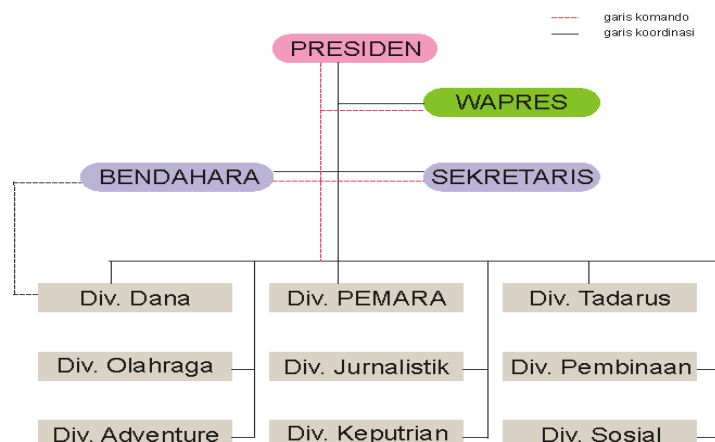 garis komando
garis koordinasi
PRESIDEN
WAPRES
BENDAHARA
SEKRETARIS
Div. Dana
Div. PEMARA
Div. Tadarus
Div. Olahraga
Div. Jurnalistik
Div. Pembinaan
Div. Adventure
Div. Keputrian
Div. Sosial